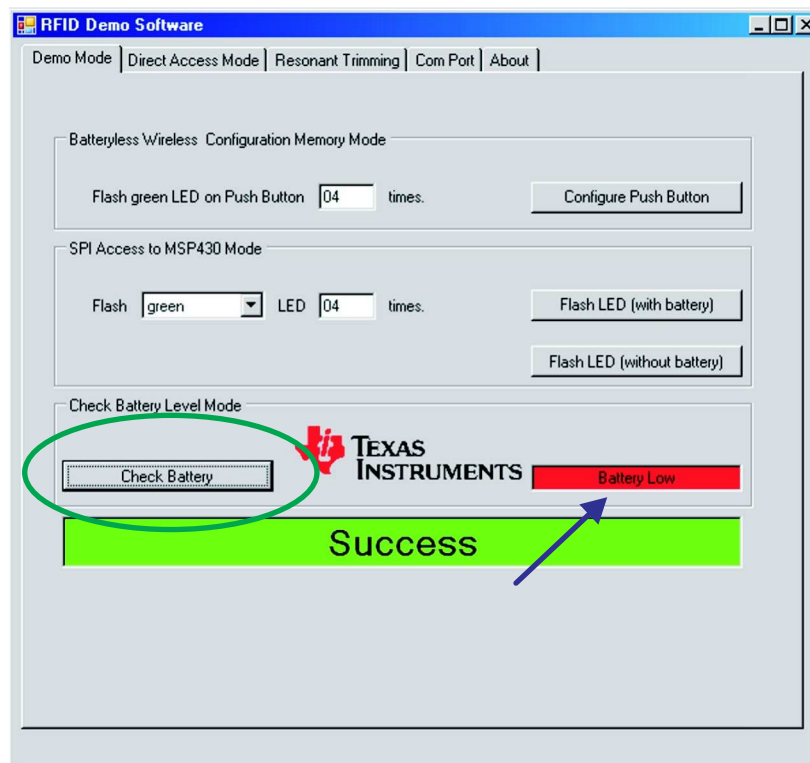 RFID Demo Software
Demo Mode Direct Access Mode Resonant Trimming Com Port About
Batteryless Wireless Configuration Memory Mode
Flash green LED on Push Button 04 times. Configure Push Button
SPI Access to MSP430 Mode
Flash green LED 04 times. Flash LED (with battery)
Flash LED (without battery)
Check Battery Level Mode
Check Battery
TEXAS
INSTRUMENTS
Battery Low
Success